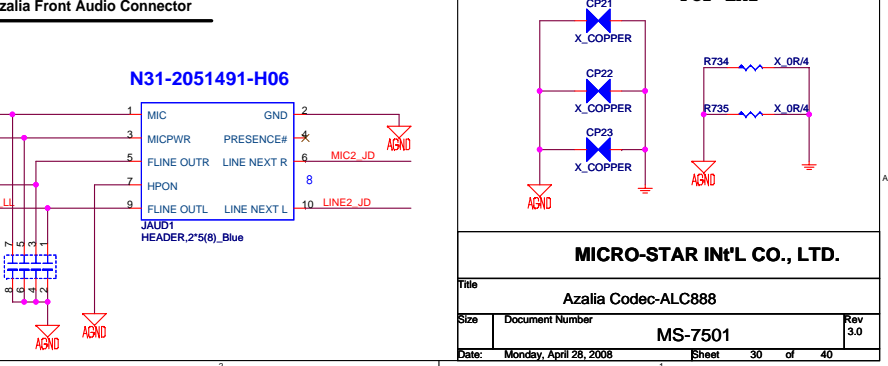 zalia Front Audio Connector
N31-2051491-H06
1 MIC GND 2
3 MICPWR PRESENCE# 4
5 FLINE OUTR LINE NEXT R 6 MIC2_JD
7 HPON 8
9 FLINE OUTL LINE NEXT L 10 LINE2_JD
LL
JAUD1
HEADER,2*5(8)_Blue
AGND
7 5 3 1
8 6 4 2
AGND
AGND
CP21
X_COPPER
CP22
X_COPPER
CP23
X_COPPER
AGND
R734 X_0R/4
R735 X_0R/4
AGND
A
MICRO-STAR INt'L CO., LTD.
Title
Azalia Codec-ALC888
Size Document Number Rev
MS-7501 3.0
Date: Monday, April 28, 2008 Sheet 30 of 40
1